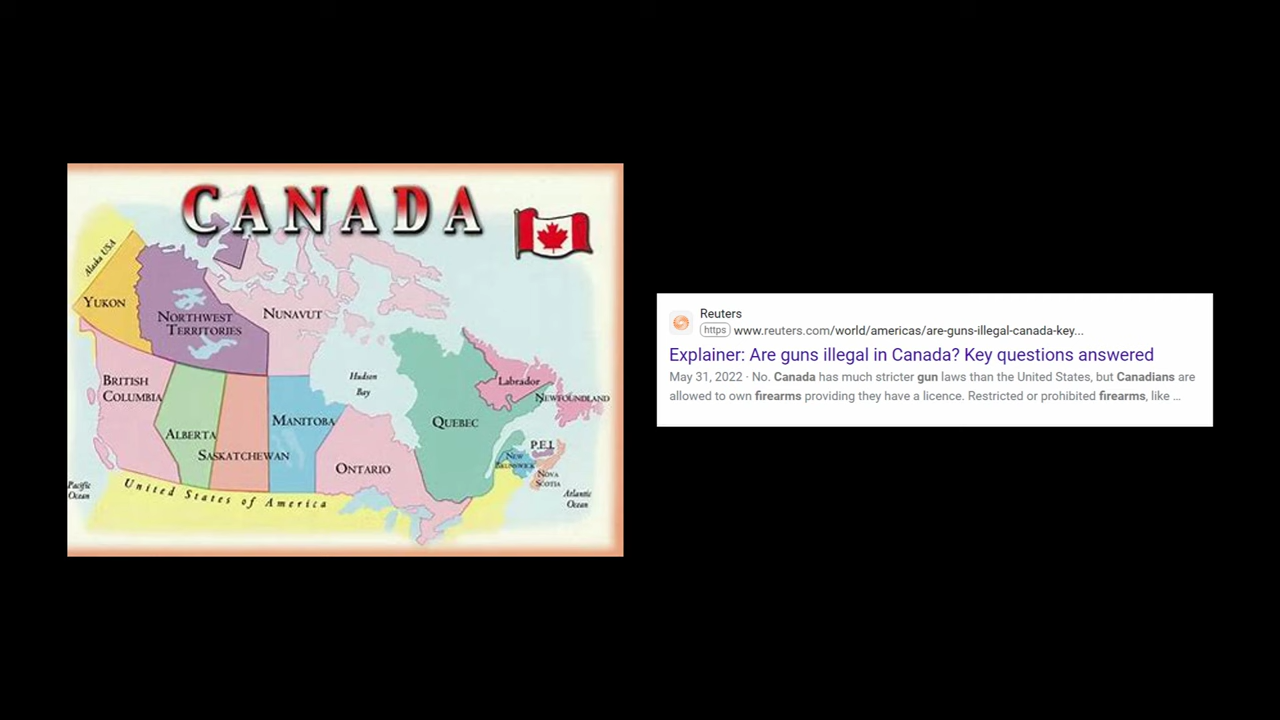 CANADA
Alaska USA
YUKON
NORTHWEST
TERRITORIES
NUNAVUT
BRITISH
COLUMBIA
Hudson
Bay
Labrador
NEWFOUNDLAND
ALBERTA
MANITOBA
QUEBEC
SASKATCHEWAN
ONTARIO
P.E.I.
NEW
BRUNSWICK
NOVA
SCOTIA
Pacific
Ocean
United States of America
Atlantic
Ocean
Reuters
https www.reuters.com/world/americas/are-guns-illegal-canada-key...
Explainer: Are guns illegal in Canada? Key questions answered
May 31, 2022 · No. Canada has much stricter gun laws than the United States, but Canadians are
allowed to own firearms providing they have a licence. Restricted or prohibited firearms, like ...